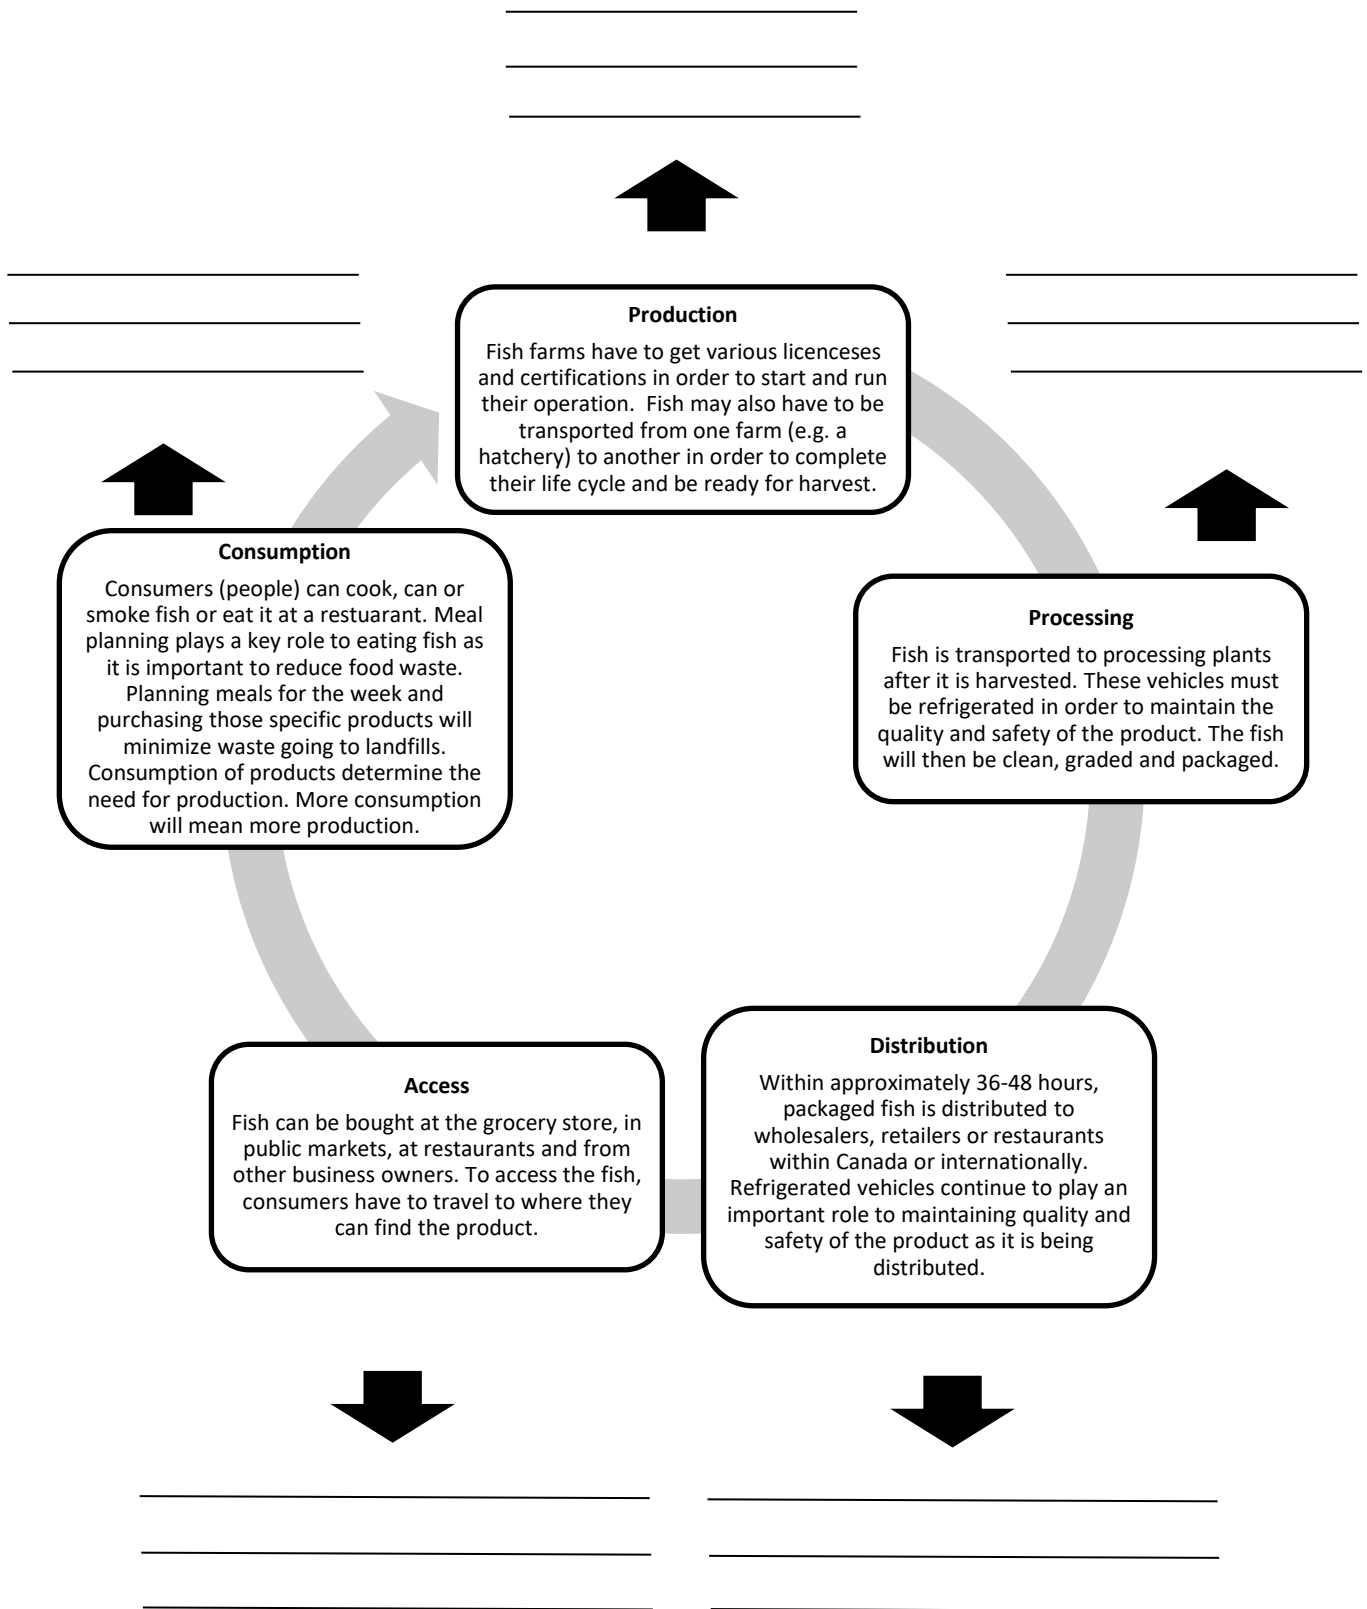 Production
Fish farms have to get various licenceses
and certifications in order to start and run
their operation.  Fish may also have to be
transported from one farm (e.g. a
hatchery) to another in order to complete
their life cycle and be ready for harvest.
Processing
Fish is transported to processing plants
after it is harvested. These vehicles must
be refrigerated in order to maintain the
quality and safety of the product. The fish
will then be clean, graded and packaged.
Distribution
Within approximately 36-48 hours,
packaged fish is distributed to
wholesalers, retailers or restaurants
within Canada or internationally.
Refrigerated vehicles continue to play an
important role to maintaining quality and
safety of the product as it is being
distributed.
Access
Fish can be bought at the grocery store, in
public markets, at restaurants and from
other business owners. To access the fish,
consumers have to travel to where they
can find the product.
Consumption
Consumers (people) can cook, can or
smoke fish or eat it at a restuarant. Meal
planning plays a key role to eating fish as
it is important to reduce food waste.
Planning meals for the week and
purchasing those specific products will
minimize waste going to landfills.
Consumption of products determine the
need for production. More consumption
will mean more production.